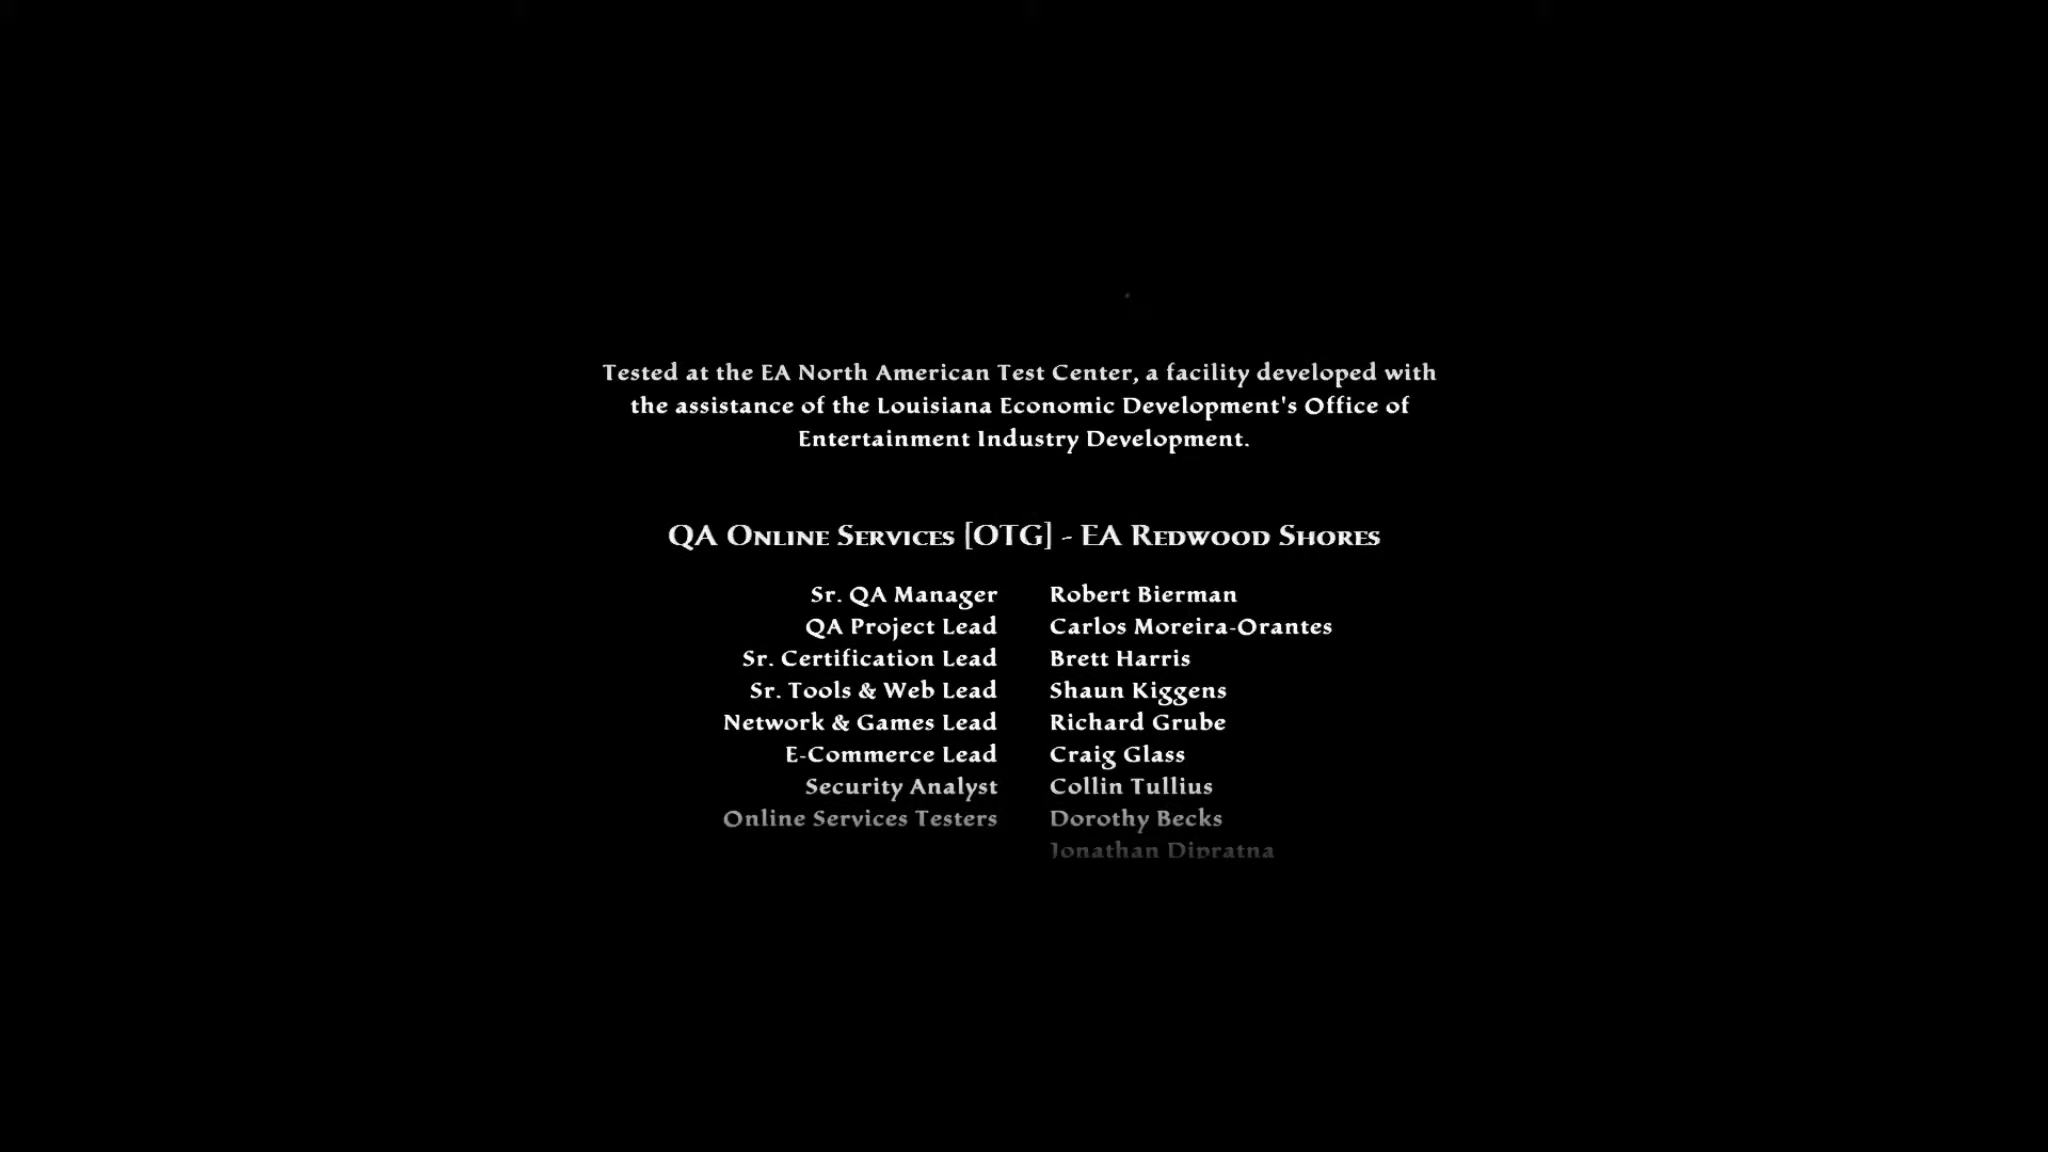 Tested at the EA North American Test Center, a facility developed with
the assistance of the Louisiana Economic Development's Office of
Entertainment Industry Development.
QA Online Services [OTG] - EA Redwood Shores
Sr. QA Manager Robert Bierman
QA Project Lead Carlos Moreira-Orantes
Sr. Certification Lead Brett Harris
Sr. Tools & Web Lead Shaun Kiggens
Network & Games Lead Richard Grube
E-Commerce Lead Craig Glass
Security Analyst Collin Tullius
Online Services Testers Dorothy Becks
Jonathan Dipratna